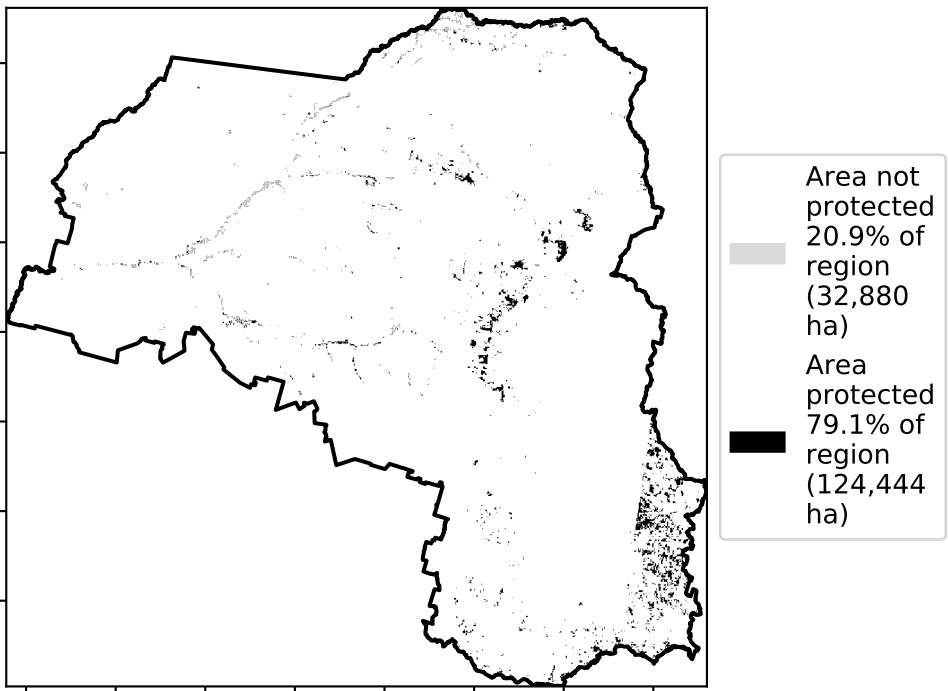 Area not
protected
20.9% of
region
(32,880
ha)
Area
protected
79.1% of
region
(124,444
ha)